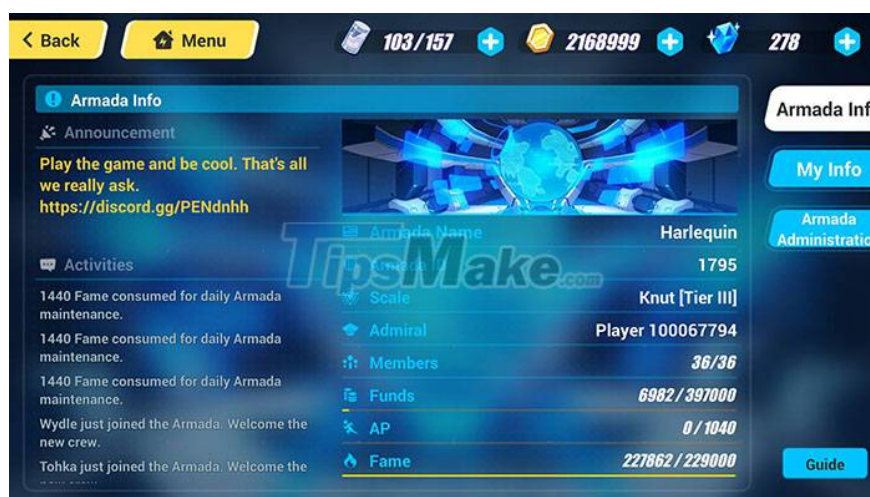 Back
Menu
103/157
2168999
278
Armada Info
Announcement
Play the game and be cool. That's all
we really ask.
https://discord.gg/PENdnhh
Activities
1440 Fame consumed for daily Armada
maintenance.
1440 Fame consumed for daily Armada
maintenance.
1440 Fame consumed for daily Armada
maintenance.
Wydle just joined the Armada. Welcome the
new crew.
Tohka just joined the Armada. Welcome the
Armada Name Harlequin
Armada ID 1795
Scale Knut [Tier III]
Admiral Player 100067794
Members 36/36
Funds 6982/397000
AP 0/1040
Fame 227862/229000
Armada Inf
My Info
Armada
Administratio
Guide
TipsMake.com